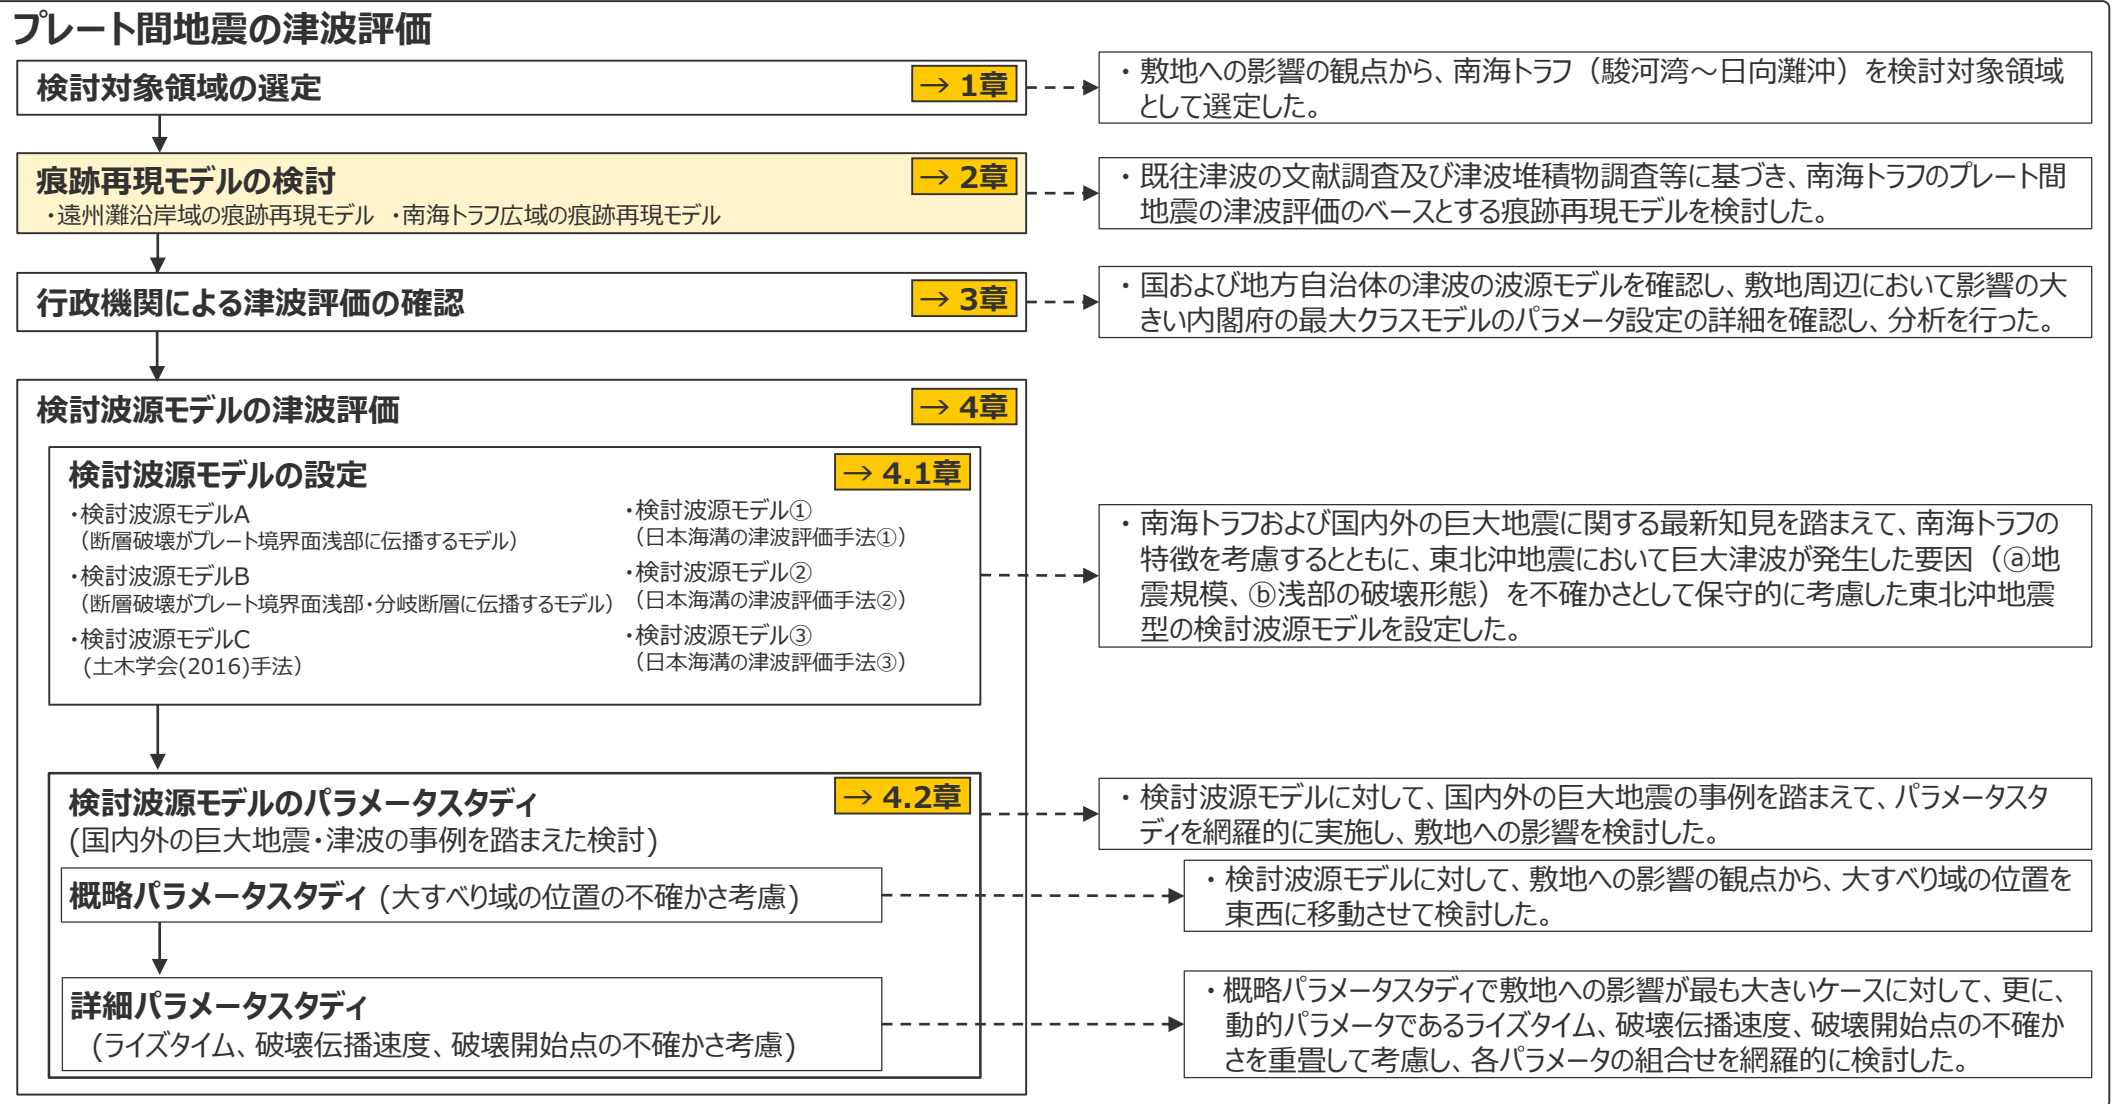 プレート間地震の津波評価
検討対象領域の選定
→ 1章
・敷地への影響の観点から、南海トラフ（駿河湾～日向灘沖）を検討対象領域
として選定した。
痕跡再現モデルの検討
→ 2章
・遠州灘沿岸域の痕跡再現モデル ・南海トラフ広域の痕跡再現モデル
・既往津波の文献調査及び津波堆積物調査等に基づき、南海トラフのプレート間
地震の津波評価のベースとする痕跡再現モデルを検討した。
行政機関による津波評価の確認
→ 3章
・国および地方自治体の津波の波源モデルを確認し、敷地周辺において影響の大
きい内閣府の最大クラスモデルのパラメータ設定の詳細を確認し、分析を行った。
検討波源モデルの津波評価
→ 4章
検討波源モデルの設定
→ 4.1章
・検討波源モデルA
（断層破壊がプレート境界面浅部に伝播するモデル）
・検討波源モデルB
（断層破壊がプレート境界面浅部・分岐断層に伝播するモデル）
・検討波源モデルC
(土木学会(2016)手法）
・検討波源モデル①
（日本海溝の津波評価手法①）
・検討波源モデル②
（日本海溝の津波評価手法②）
・検討波源モデル③
（日本海溝の津波評価手法③）
・南海トラフおよび国内外の巨大地震に関する最新知見を踏まえて、南海トラフの
特徴を考慮するとともに、東北沖地震において巨大津波が発生した要因（ⓐ地
震規模、ⓑ浅部の破壊形態）を不確かさとして保守的に考慮した東北沖地震
型の検討波源モデルを設定した。
検討波源モデルのパラメータスタディ
→ 4.2章
(国内外の巨大地震・津波の事例を踏まえた検討)
・検討波源モデルに対して、国内外の巨大地震の事例を踏まえて、パラメータスタ
ディを網羅的に実施し、敷地への影響を検討した。
概略パラメータスタディ (大すべり域の位置の不確かさ考慮)
・検討波源モデルに対して、敷地への影響の観点から、大すべり域の位置を
東西に移動させて検討した。
詳細パラメータスタディ
(ライズタイム、破壊伝播速度、破壊開始点の不確かさ考慮)
・概略パラメータスタディで敷地への影響が最も大きいケースに対して、更に、
動的パラメータであるライズタイム、破壊伝播速度、破壊開始点の不確か
さを重畳して考慮し、各パラメータの組合せを網羅的に検討した。